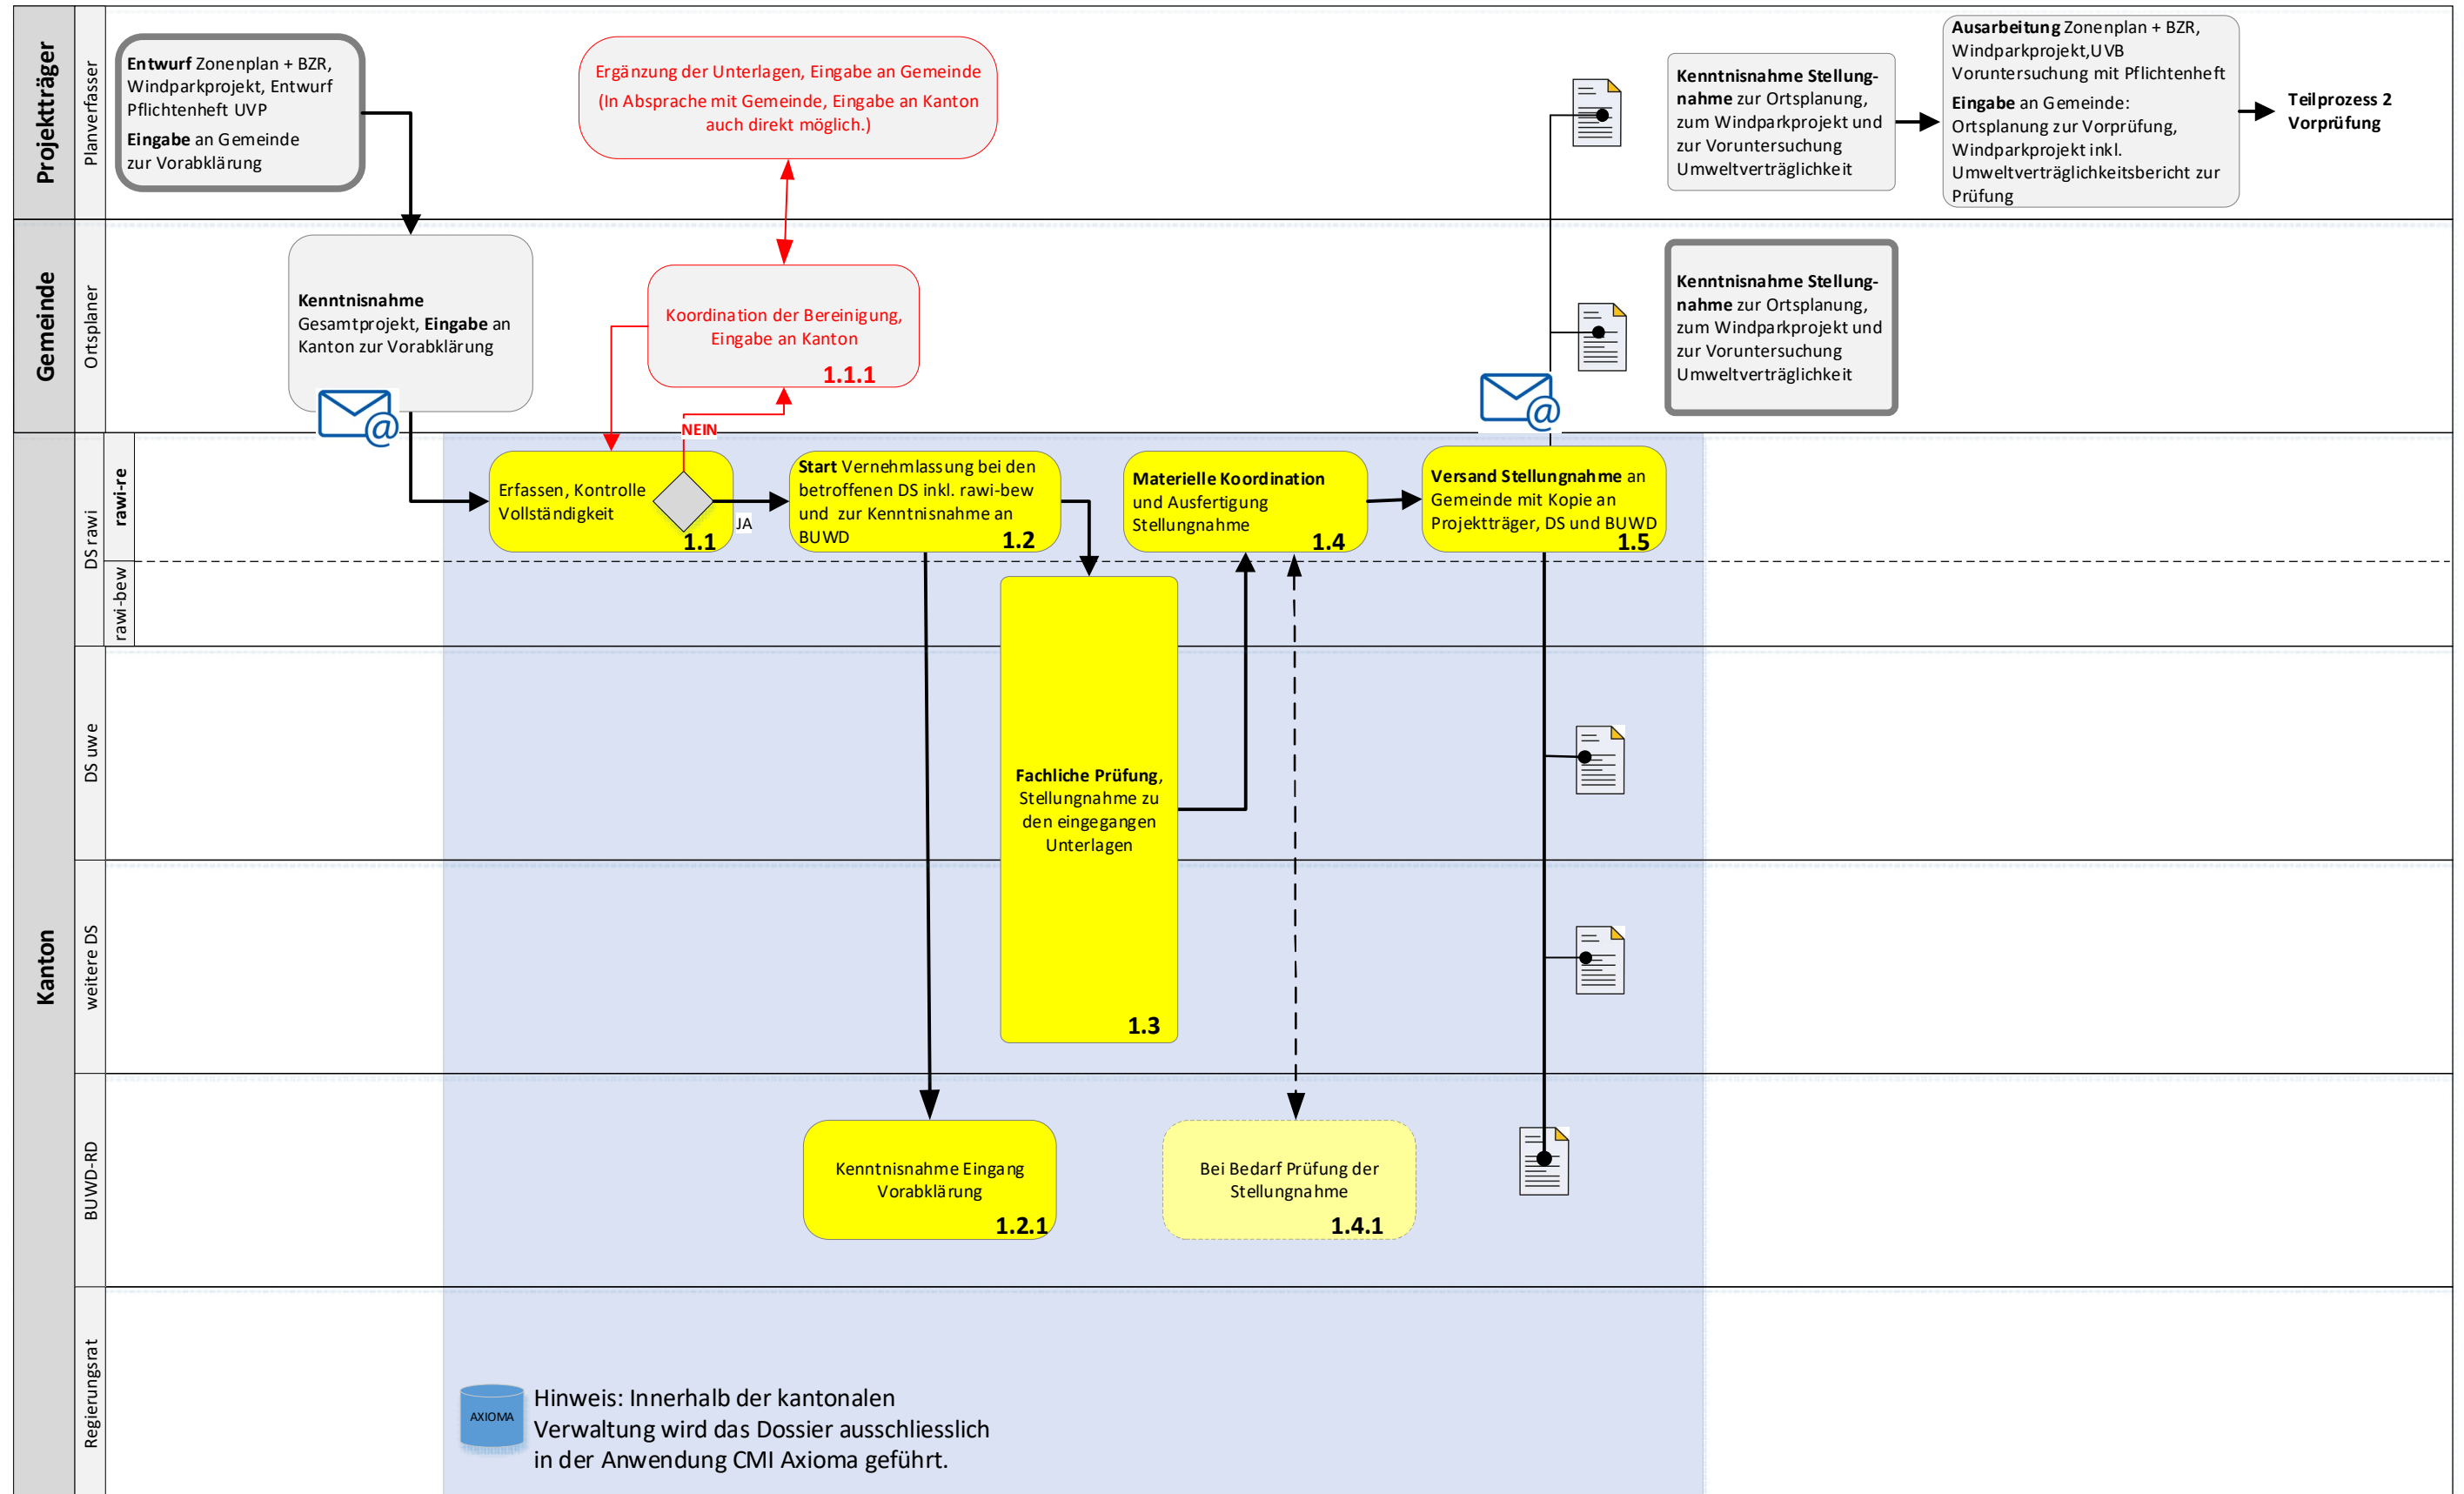 Projektträger
Planverfasser
Entwurf Zonenplan + BZR,
Windparkprojekt, Entwurf
Pflichtenheft UVP
Eingabe an Gemeinde
zur Vorabklärung
Ergänzung der Unterlagen, Eingabe an Gemeinde
(In Absprache mit Gemeinde, Eingabe an Kanton
auch direkt möglich.)
Kenntnisnahme Stellung-
nahme zur Ortsplanung,
zum Windparkprojekt und
zur Voruntersuchung
Umweltverträglichkeit
Ausarbeitung Zonenplan + BZR,
Windparkprojekt,UVB
Voruntersuchung mit Pflichtenheft
Eingabe an Gemeinde:
Ortsplanung zur Vorprüfung,
Windparkprojekt inkl.
Umweltverträglichkeitsbericht zur
Prüfung
Teilprozess 2
Vorprüfung
Gemeinde
Ortsplaner
Kenntnisnahme
Gesamtprojekt, Eingabe an
Kanton zur Vorabklärung
@
Koordination der Bereinigung,
Eingabe an Kanton
1.1.1
@
Kenntnisnahme Stellung-
nahme zur Ortsplanung,
zum Windparkprojekt und
zur Voruntersuchung
Umweltverträglichkeit
Kanton
DS rawi
rawi-re
NEIN
Erfassen, Kontrolle
Vollständigkeit
1.1
JA
Start Vernehmlassung bei den
betroffenen DS inkl. rawi-bew
und zur Kenntnisnahme an
BUWD
1.2
Materielle Koordination
und Ausfertigung
Stellungnahme
1.4
Versand Stellungnahme an
Gemeinde mit Kopie an
Projektträger, DS und BUWD
1.5
rawi-bew
DS uwe
Fachliche Prüfung,
Stellungnahme zu
den eingegangen
Unterlagen
1.3
weitere DS
BUWD-RD
Kenntnisnahme Eingang
Vorabklärung
1.2.1
Bei Bedarf Prüfung der
Stellungnahme
1.4.1
Regierungsrat
AXIOMA
Hinweis: Innerhalb der kantonalen
Verwaltung wird das Dossier ausschliesslich
in der Anwendung CMI Axioma geführt.